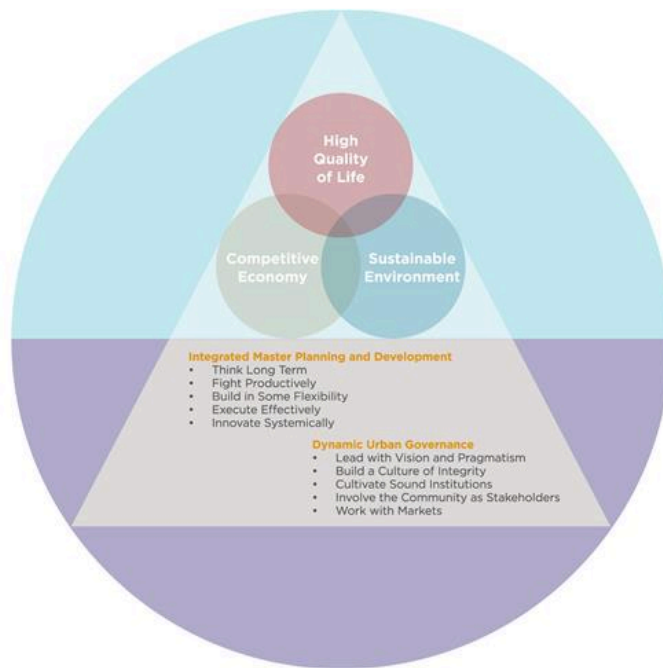 High
Quality
of Life
Competitive
Economy
Sustainable
Environment
Integrated Master Planning and Development
• Think Long Term
• Fight Productively
• Build in Some Flexibility
• Execute Effectively
• Innovate Systemically
Dynamic Urban Governance
• Lead with Vision and Pragmatism
• Build a Culture of Integrity
• Cultivate Sound Institutions
• Involve the Community as Stakeholders
• Work with Markets